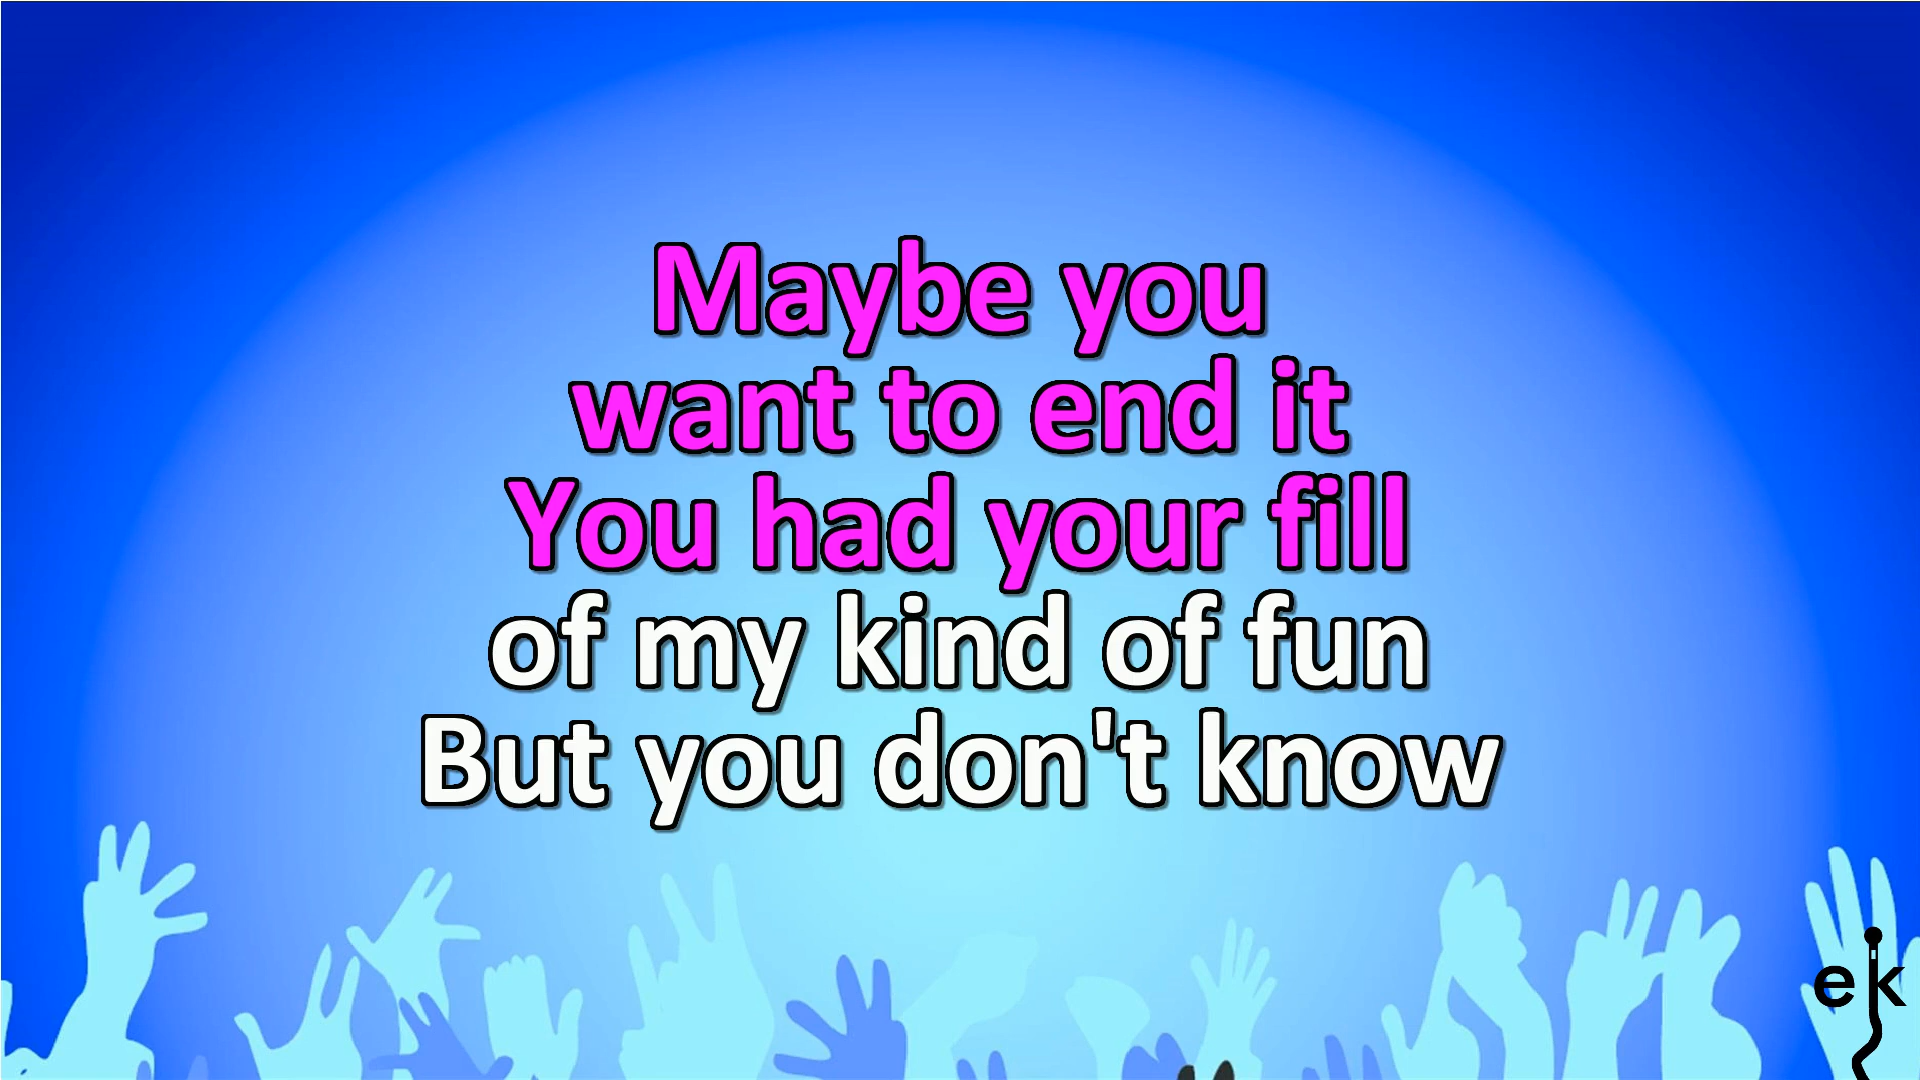 Maybe you
want to end it
You had your fill
of my kind of fun
But you don't know
ek